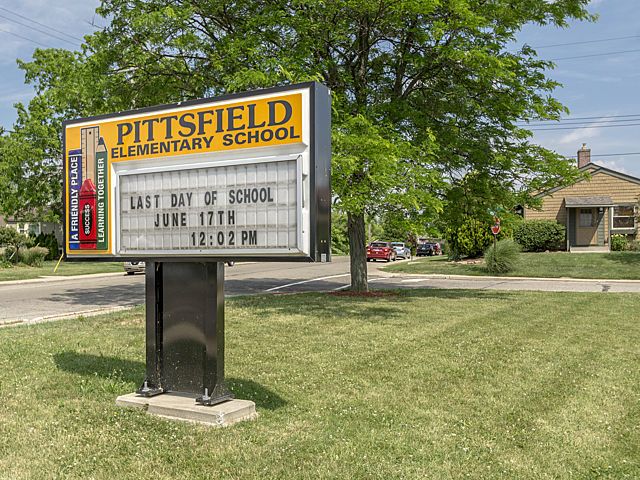 PITTSFIELD
ELEMENTARY SCHOOL
A FRIENDLY PLACE
SUCCESS
LEARNING TOGETHER
LAST DAY OF SCHOOL
JUNE 17TH
12:02 PM